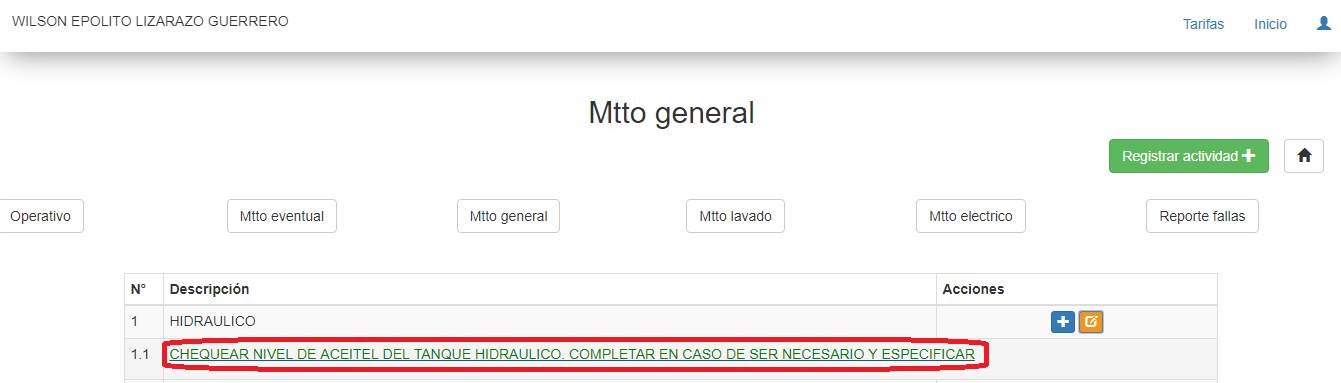 WILSON EPOLITO LIZARAZO GUERRERO
Tarifas Inicio
Mtto general
Registrar actividad
Operativo Mtto eventual Mtto general Mtto lavado Mtto electrico Reporte fallas
N° Descripción Acciones
1 HIDRAULICO
1.1 CHEQUEAR NIVEL DE ACEITEL DEL TANQUE HIDRAULICO. COMPLETAR EN CASO DE SER NECESARIO Y ESPECIFICAR